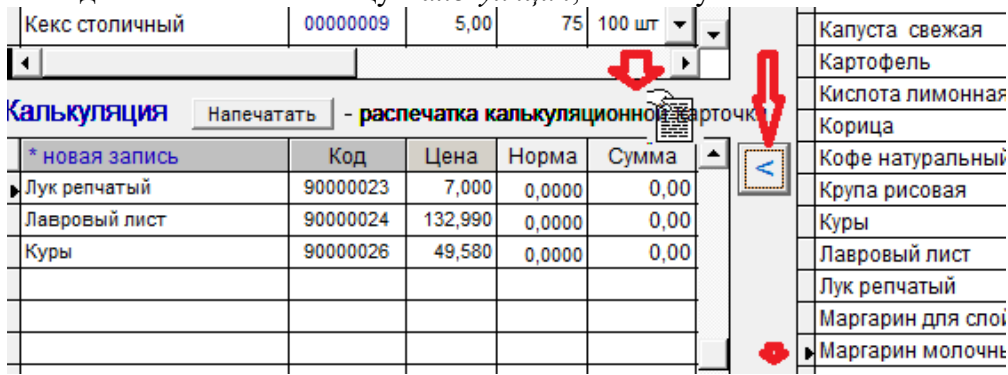 Кекс столичный 00000009 5,00 75 100 шт
Калькуляция Напечатать - распечатка калькуляционной карточки
* новая запись Код Цена Норма Сумма
<
Лук репчатый 90000023 7,000 0,0000 0,00
Лавровый лист 90000024 132,990 0,0000 0,00
Куры 90000026 49,580 0,0000 0,00
Капуста свежая
Картофель
Кислота лимонная
Корица
Кофе натуральный
Крупа рисовая
Куры
Лавровый лист
Лук репчатый
Маргарин для слой
Маргарин молочны